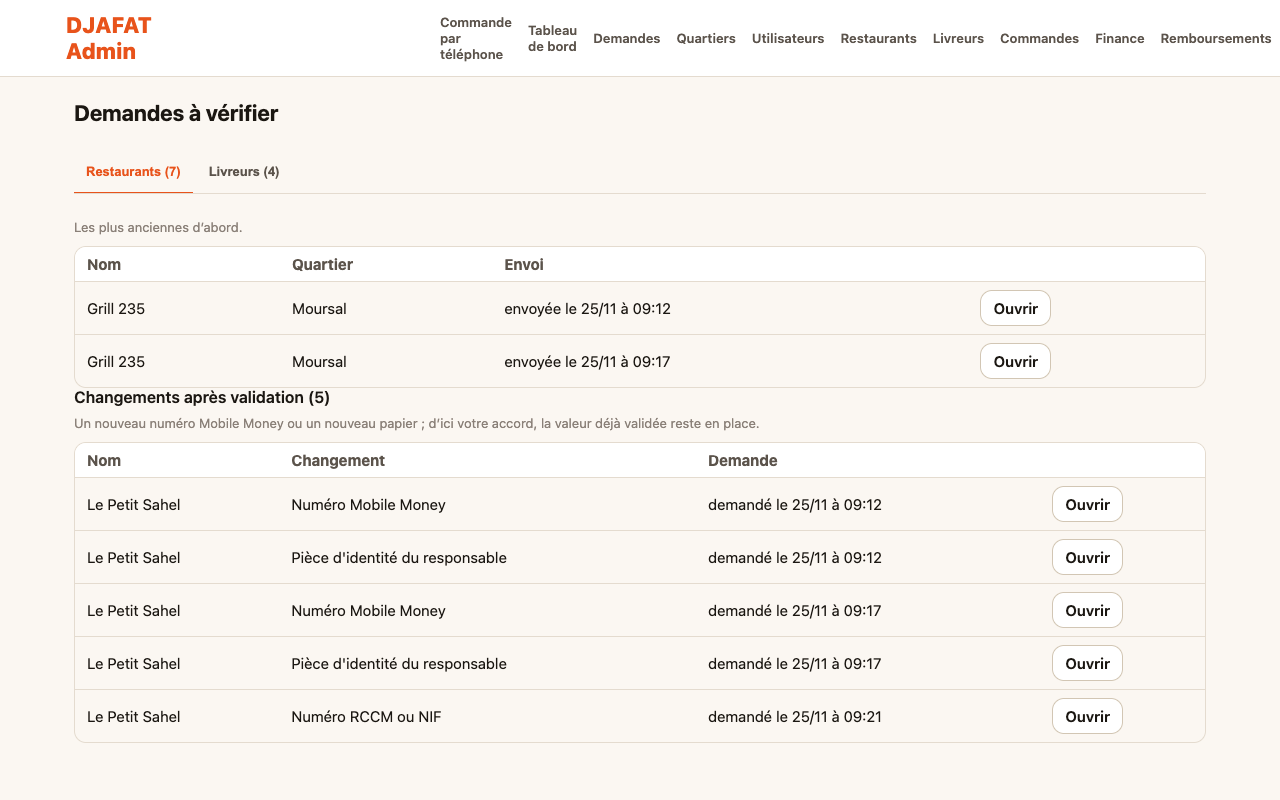 DJAFAT
Admin
Commande
par
téléphone
Tableau
de bord
Demandes
Quartiers
Utilisateurs
Restaurants
Livreurs
Commandes
Finance
Remboursements
Demandes à vérifier
Restaurants (7)
Livreurs (4)
Les plus anciennes d’abord.
Nom Quartier Envoi
Grill 235 Moursal envoyée le 25/11 à 09:12 Ouvrir
Grill 235 Moursal envoyée le 25/11 à 09:17 Ouvrir
Changements après validation (5)
Un nouveau numéro Mobile Money ou un nouveau papier ; d’ici votre accord, la valeur déjà validée reste en place.
Nom Changement Demande
Le Petit Sahel Numéro Mobile Money demandé le 25/11 à 09:12 Ouvrir
Le Petit Sahel Pièce d'identité du responsable demandé le 25/11 à 09:12 Ouvrir
Le Petit Sahel Numéro Mobile Money demandé le 25/11 à 09:17 Ouvrir
Le Petit Sahel Pièce d'identité du responsable demandé le 25/11 à 09:17 Ouvrir
Le Petit Sahel Numéro RCCM ou NIF demandé le 25/11 à 09:21 Ouvrir